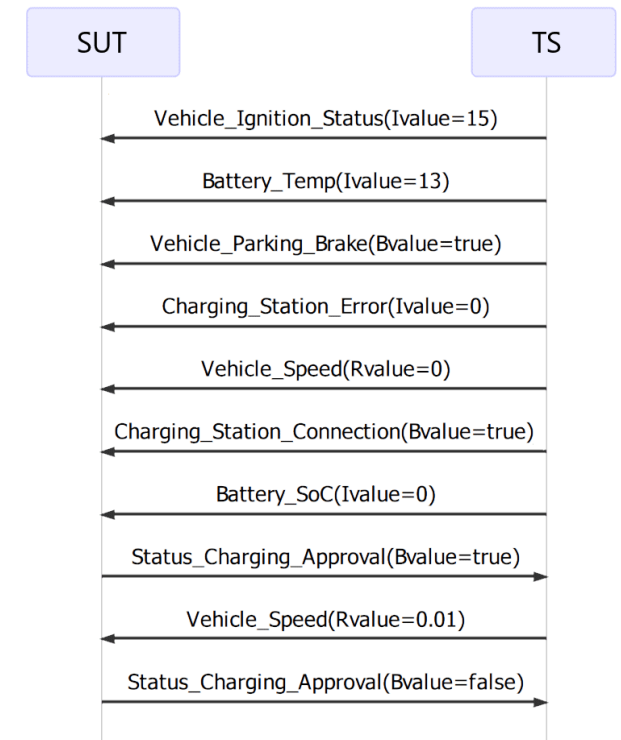 SUT
TS
Vehicle_Ignition_Status(Ivalue=15)
Battery_Temp(Ivalue=13)
Vehicle_Parking_Brake(Bvalue=true)
Charging_Station_Error(Ivalue=0)
Vehicle_Speed(Rvalue=0)
Charging_Station_Connection(Bvalue=true)
Battery_SoC(Ivalue=0)
Status_Charging_Approval(Bvalue=true)
Vehicle_Speed(Rvalue=0.01)
Status_Charging_Approval(Bvalue=false)